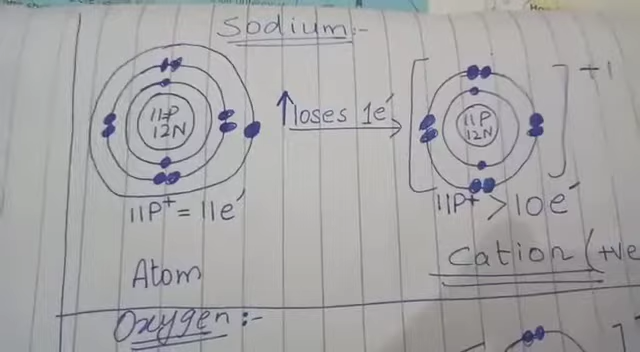 Sodium:-
11P
12N
loses 1e⁻
11P
12N
+1
11P⁺ = 11e⁻
11P⁺ > 10e⁻
Atom
Cation (+ve
Oxygen:-